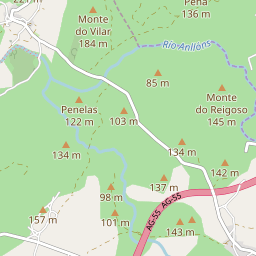 Pena
136 m
Monte
do Vilar
184 m
Río Anllóns
85 m
Penelas
122 m
103 m
Monte
do Reigoso
145 m
134 m
134 m
142 m
137 m
98 m
157 m
101 m
AG-55 AG-55
143 m